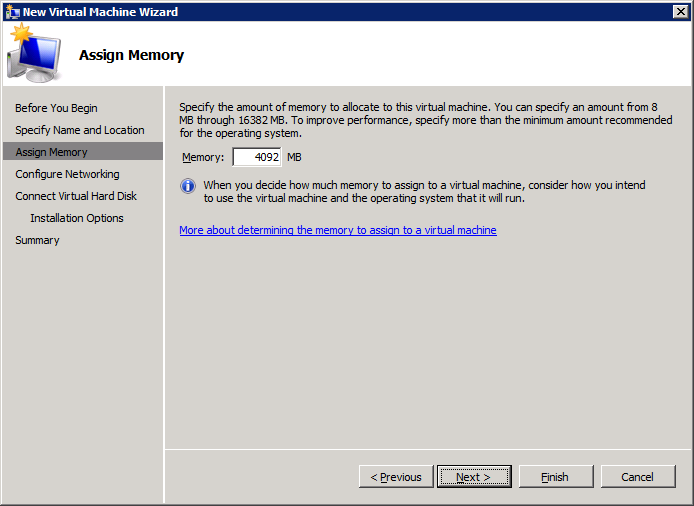 New Virtual Machine Wizard
Assign Memory
Before You Begin
Specify Name and Location
Assign Memory
Configure Networking
Connect Virtual Hard Disk
Installation Options
Summary
Specify the amount of memory to allocate to this virtual machine. You can specify an amount from 8
MB through 16382 MB. To improve performance, specify more than the minimum amount recommended
for the operating system.
Memory: 4092 MB
When you decide how much memory to assign to a virtual machine, consider how you intend
to use the virtual machine and the operating system that it will run.
More about determining the memory to assign to a virtual machine
< Previous Next > Finish Cancel